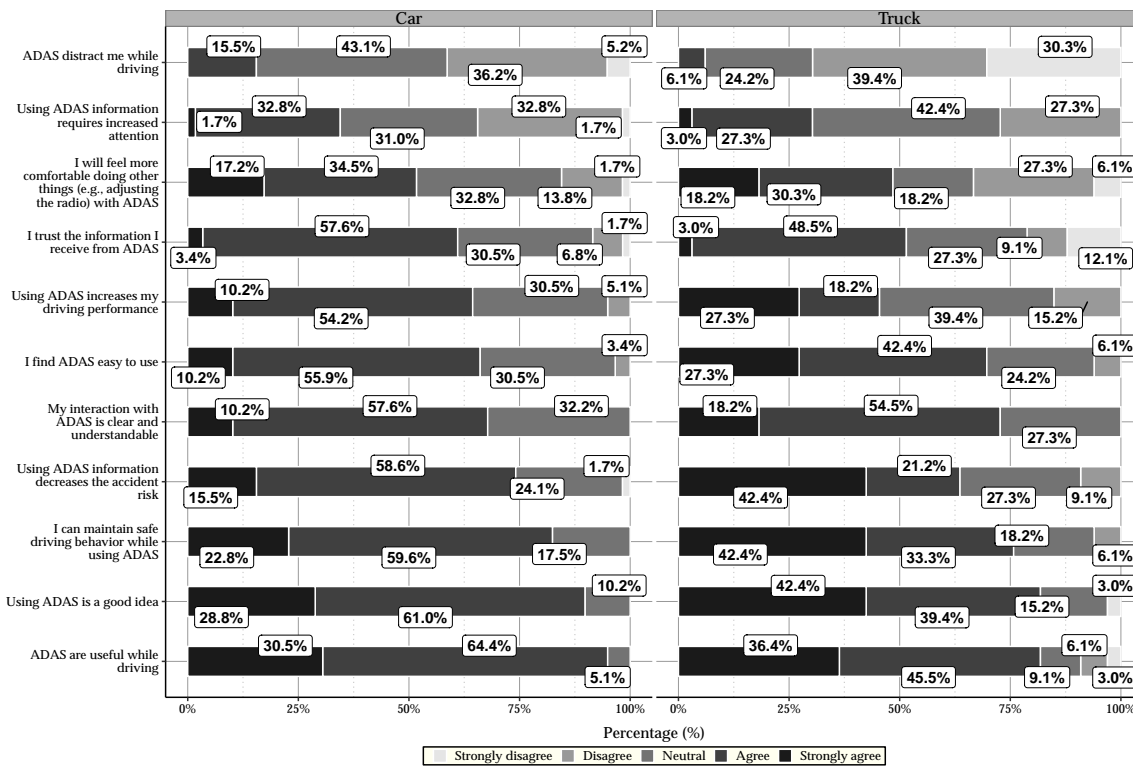 Car Truck
ADAS distract me while
driving
15.5% 43.1% 36.2% 5.2%
6.1% 24.2% 39.4% 30.3%
Using ADAS information
requires increased
attention
1.7% 32.8% 31.0% 32.8% 1.7%
3.0% 27.3% 42.4% 27.3%
I will feel more
comfortable doing other
things (e.g., adjusting
the radio) with ADAS
17.2% 34.5% 32.8% 13.8% 1.7%
18.2% 30.3% 18.2% 27.3% 6.1%
I trust the information I
receive from ADAS
3.4% 57.6% 30.5% 6.8% 1.7%
3.0% 48.5% 27.3% 9.1% 12.1%
Using ADAS increases my
driving performance
10.2% 54.2% 30.5% 5.1%
27.3% 18.2% 39.4% 15.2%
I find ADAS easy to use
10.2% 55.9% 30.5% 3.4%
27.3% 42.4% 24.2% 6.1%
My interaction with
ADAS is clear and
understandable
10.2% 57.6% 32.2%
18.2% 54.5% 27.3%
Using ADAS information
decreases the accident
risk
15.5% 58.6% 24.1% 1.7%
42.4% 21.2% 27.3% 9.1%
I can maintain safe
driving behavior while
using ADAS
22.8% 59.6% 17.5%
42.4% 33.3% 18.2% 6.1%
Using ADAS is a good idea
28.8% 61.0% 10.2%
42.4% 39.4% 15.2% 3.0%
ADAS are useful while
driving
30.5% 64.4% 5.1%
36.4% 45.5% 9.1% 6.1% 3.0%
0% 25% 50% 75% 100% 0% 25% 50% 75% 100%
Percentage (%)
Strongly disagree Disagree Neutral Agree Strongly agree